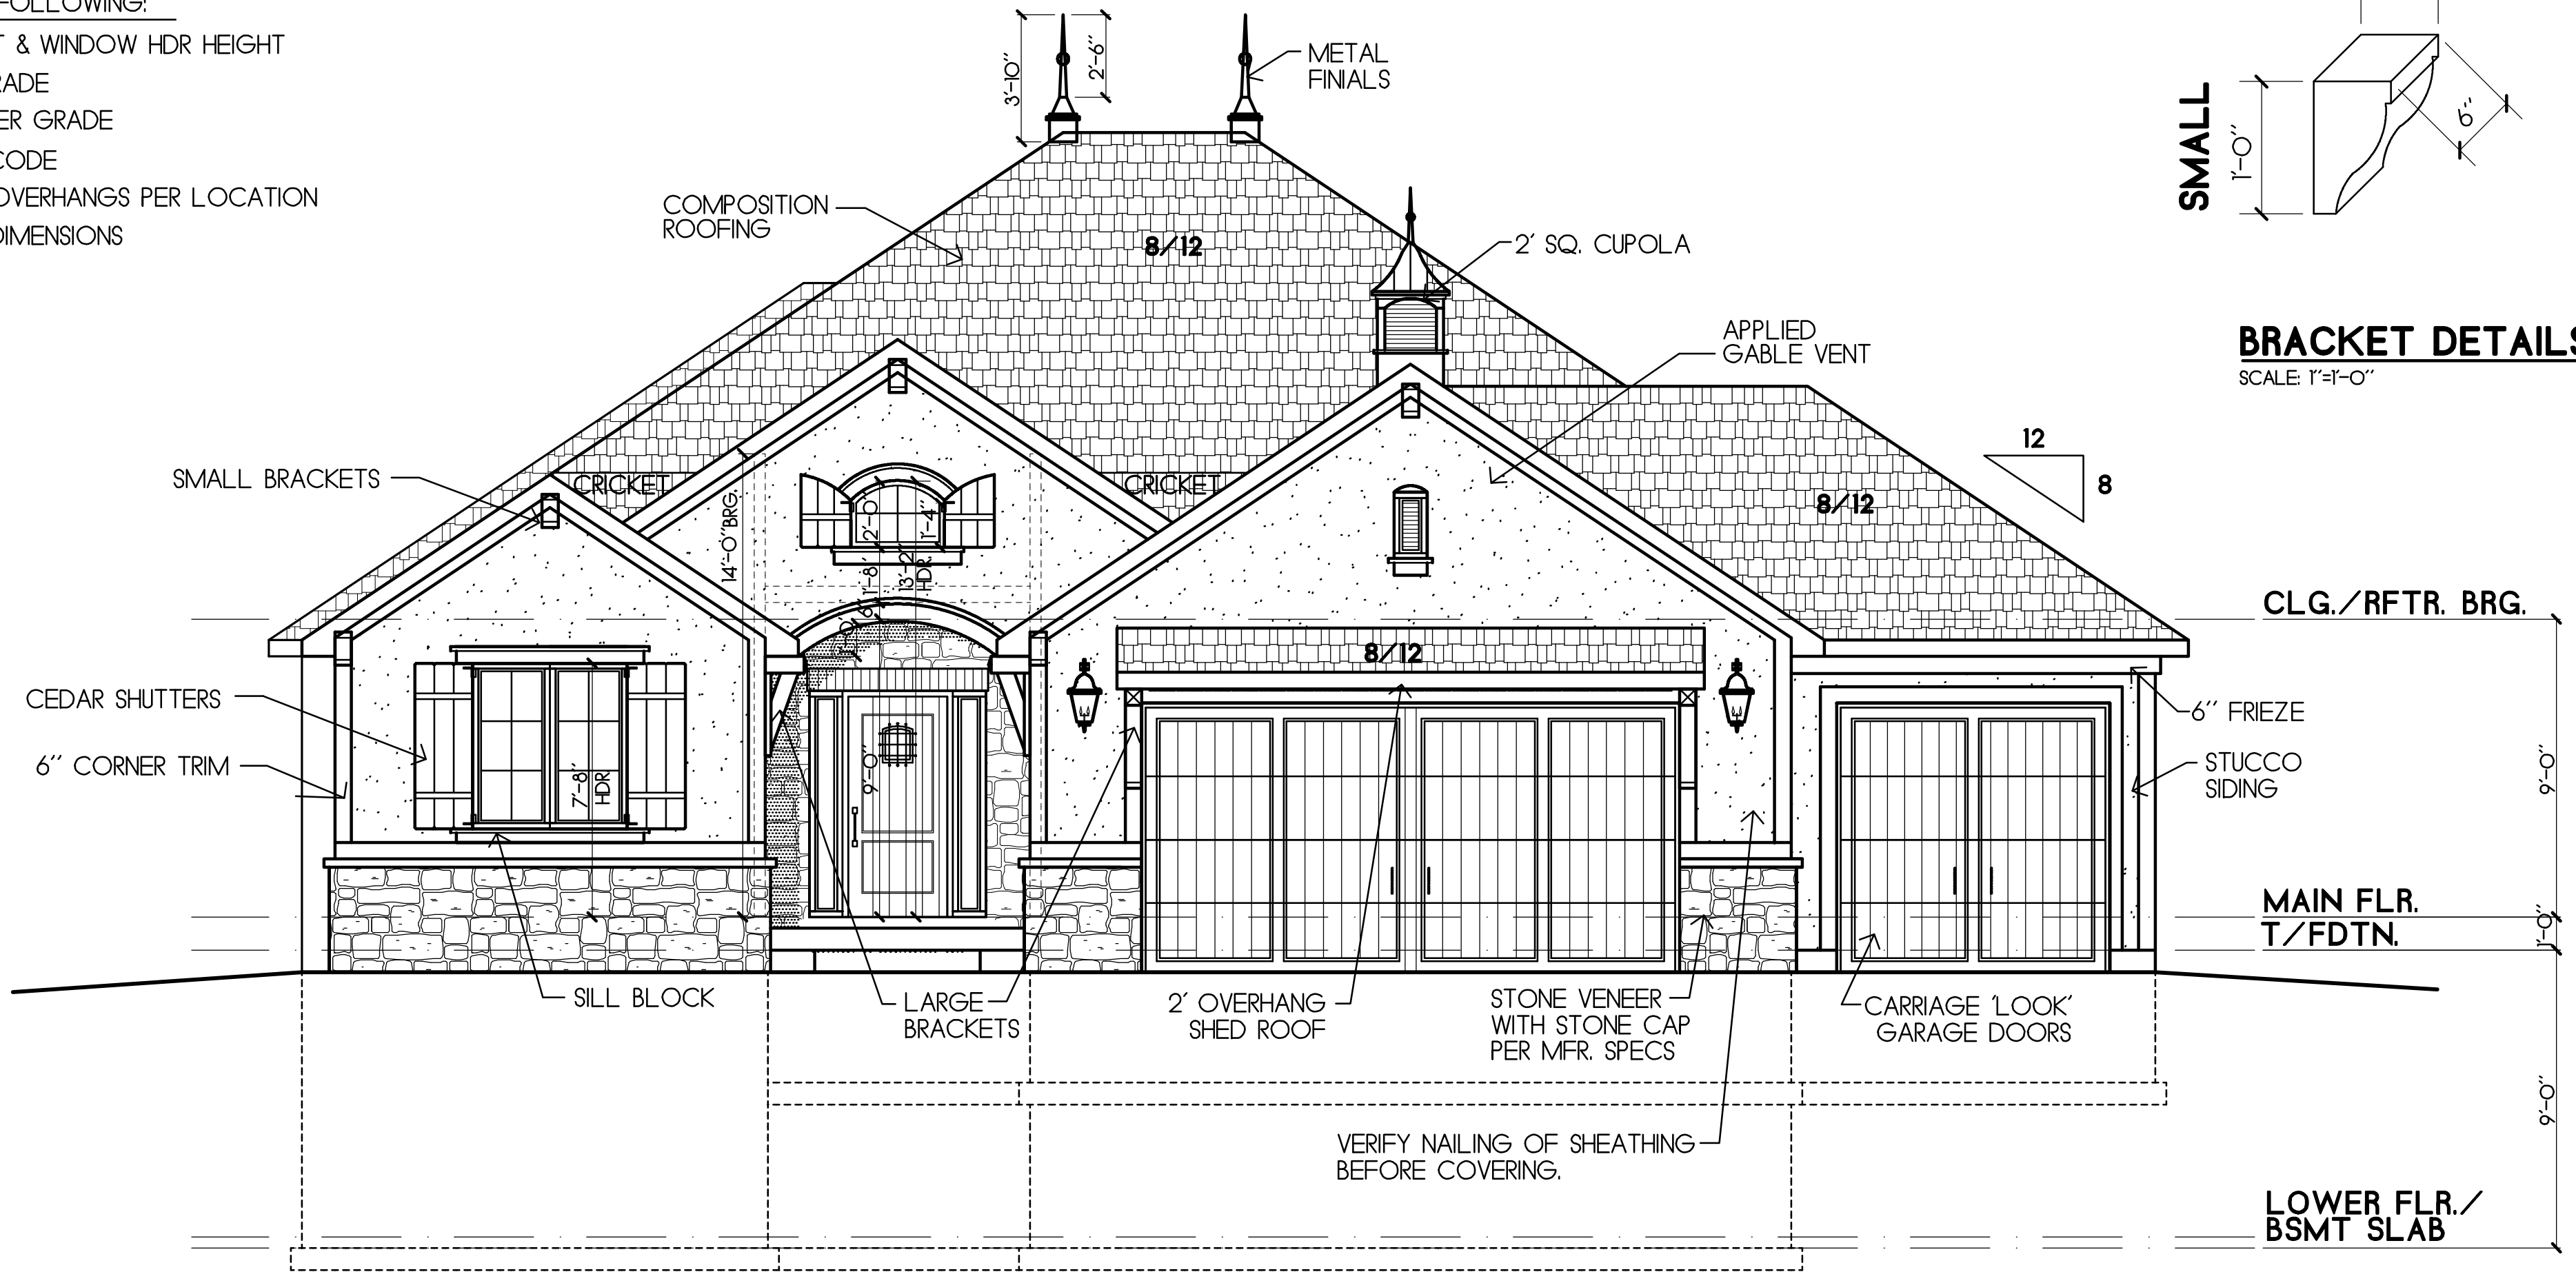 FOLLOWING:
& WINDOW HDR HEIGHT
ER GRADE
CODE
OVERHANGS PER LOCATION
DIMENSIONS
3'-10"
2'-6"
METAL
FINIALS
SMALL
1'-0"
6"
BRACKET DETAILS
SCALE: 1"=1'-0"
COMPOSITION
ROOFING
8/12
2' SQ. CUPOLA
APPLIED
GABLE VENT
12
8
8/12
SMALL BRACKETS
CRICKET
CRICKET
14'-0" BRG.
2'-0"
1'-4"
1'-8"
13'-2"
HDR.
6"
1'-0"
CLG./RFTR. BRG.
8/12
CEDAR SHUTTERS
6" CORNER TRIM
7'-8"
HDR.
9'-0"
6" FRIEZE
STUCCO
SIDING
9'-0"
MAIN FLR.
T/FDTN.
1'-0"
SILL BLOCK
LARGE
BRACKETS
2' OVERHANG
SHED ROOF
STONE VENEER
WITH STONE CAP
PER MFR. SPECS
CARRIAGE 'LOOK'
GARAGE DOORS
9'-0"
VERIFY NAILING OF SHEATHING
BEFORE COVERING.
LOWER FLR./
BSMT SLAB